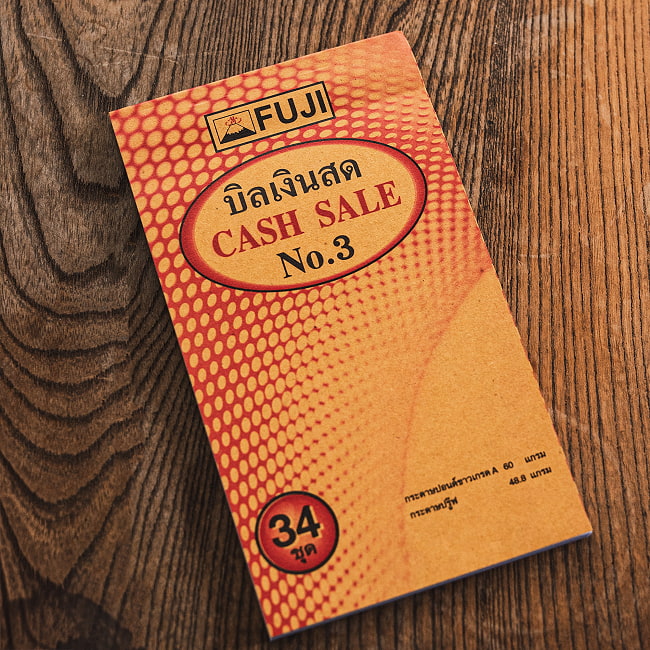 FUJI
บิลเงินสด
CASH SALE
No.3
กระดาษปอนด์ขาวเกรด A 60 แกรม
กระดาษปรู๊ฟ 48.8 แกรม
34
ชุด